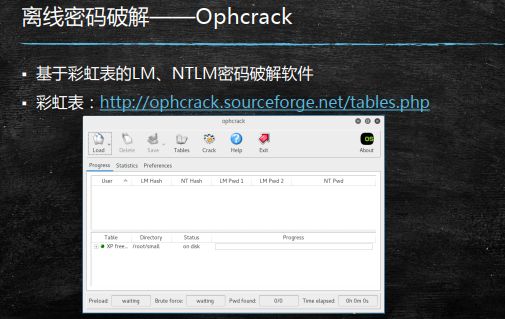 离线密码破解——Ophcrack
▪ 基于彩虹表的LM、NTLM密码破解软件
▪ 彩虹表：http://ophcrack.sourceforge.net/tables.php
ophcrack
Load Delete Save Tables Crack Help Exit OS About
Progress Statistics Preferences
User LM Hash NT Hash LM Pwd 1 LM Pwd 2 NT Pwd
Table Directory Status Progress
XP free... /root/small on disk
Preload: waiting Brute force: waiting Pwd found: 0/0 Time elapsed: 0h 0m 0s